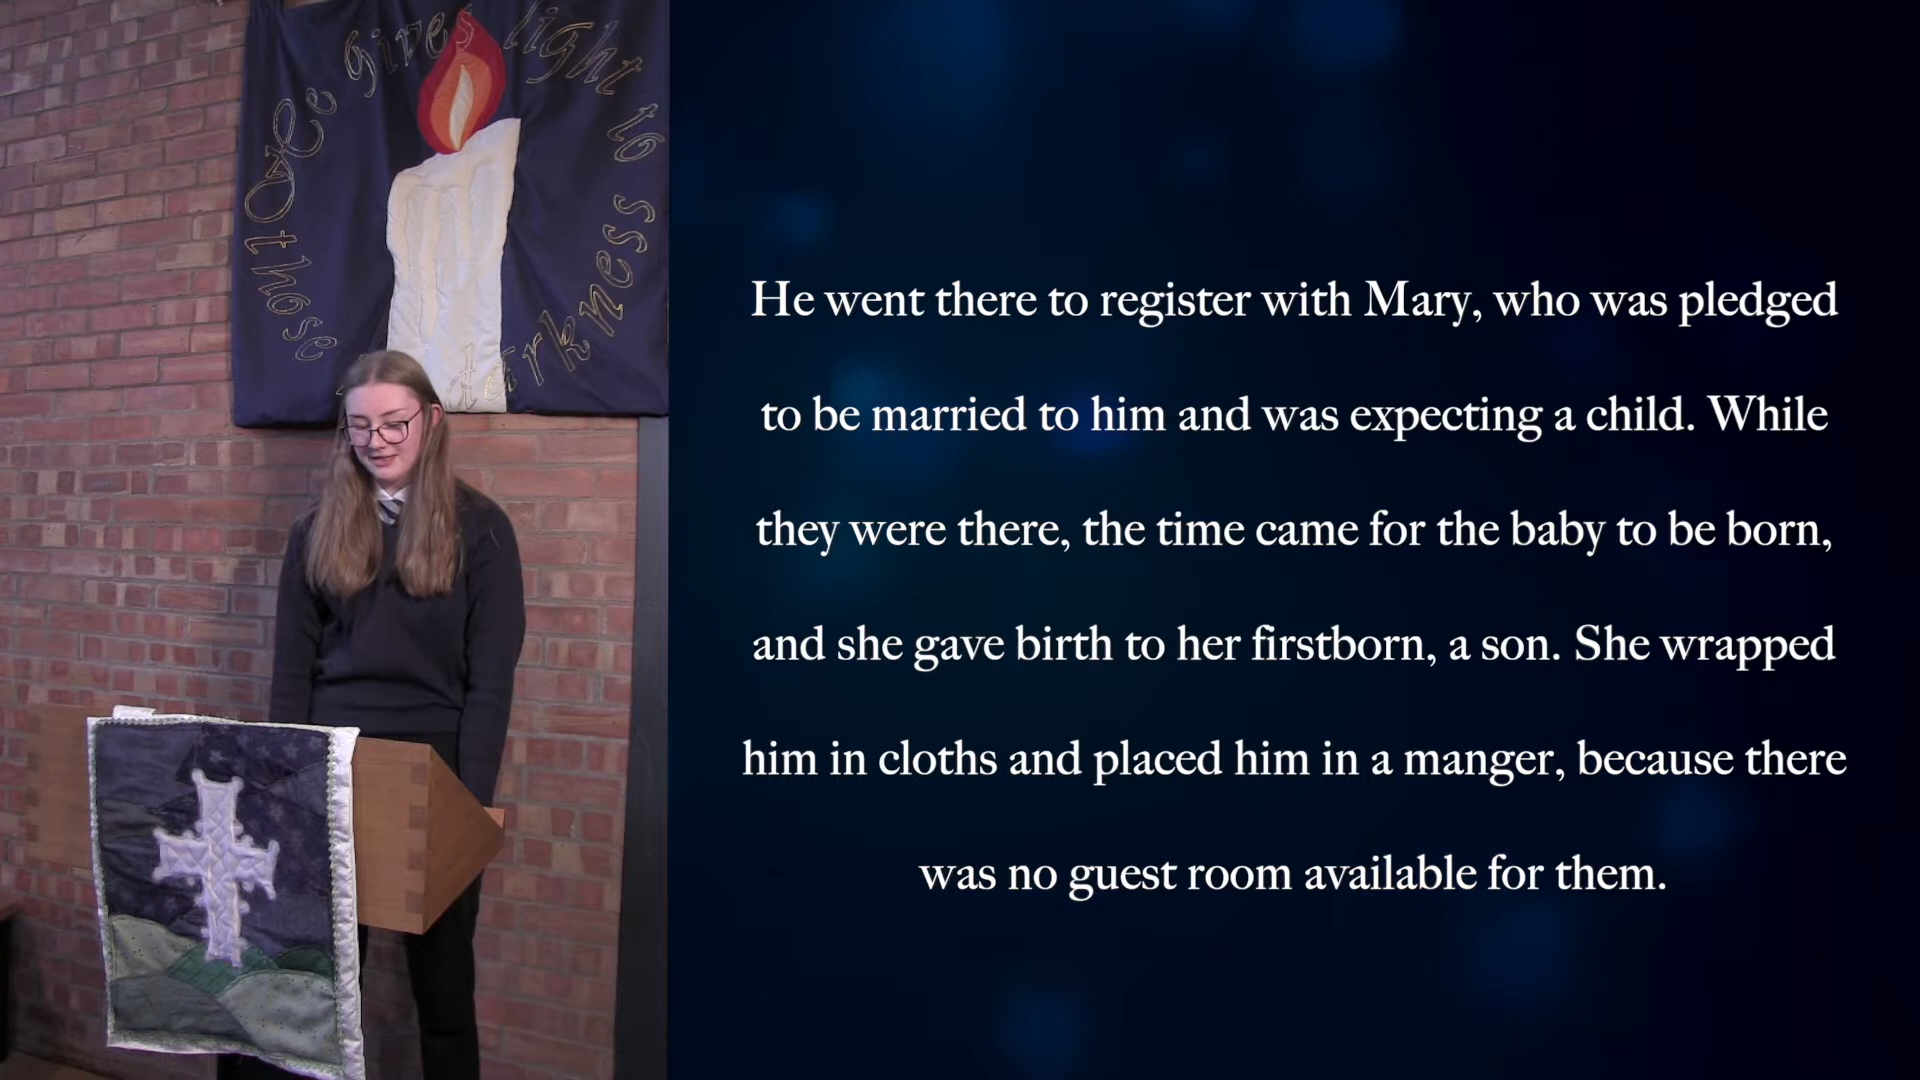 He gives light to
those
darkness
He went there to register with Mary, who was pledged
to be married to him and was expecting a child. While
they were there, the time came for the baby to be born,
and she gave birth to her firstborn, a son. She wrapped
him in cloths and placed him in a manger, because there
was no guest room available for them.